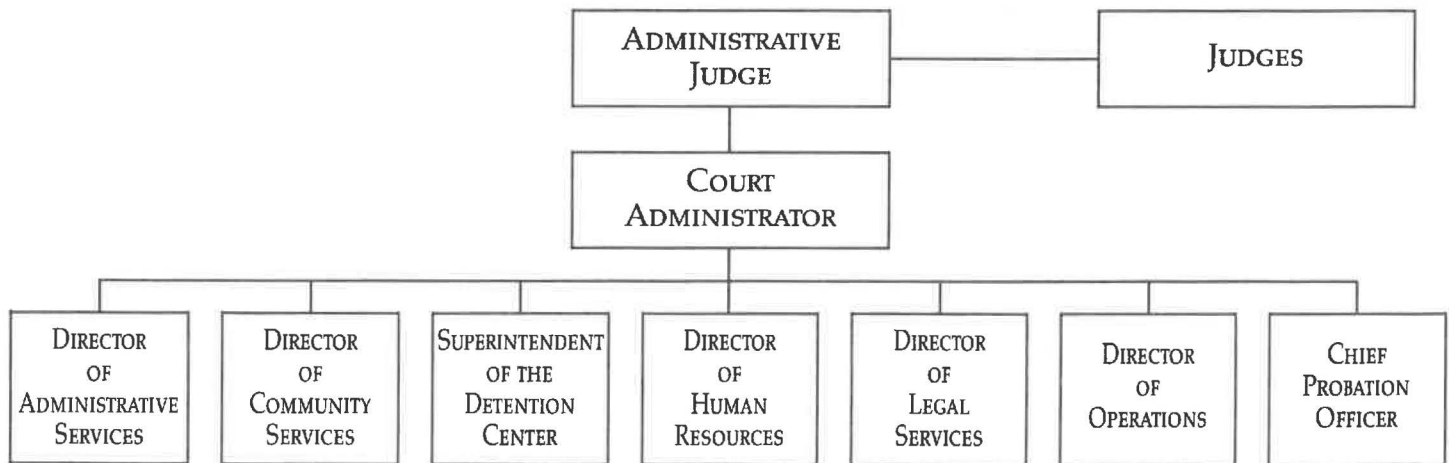 ADMINISTRATIVE
JUDGE
JUDGES
COURT
ADMINISTRATOR
DIRECTOR
OF
ADMINISTRATIVE
SERVICES
DIRECTOR
OF
COMMUNITY
SERVICES
SUPERINTENDENT
OF THE
DETENTION
CENTER
DIRECTOR
OF
HUMAN
RESOURCES
DIRECTOR
OF
LEGAL
SERVICES
DIRECTOR
OF
OPERATIONS
CHIEF
PROBATION
OFFICER